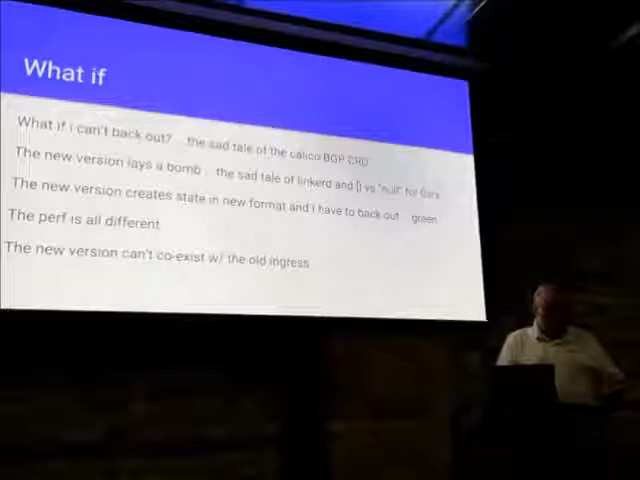 What if
What if i can't back out? the sad tale of the calico BGP CRD
The new version lays a bomb the sad tale of linkerd and [] vs "null" for
The new version creates state in new format and I have to back out green
The perf is all different
The new version can't co-exist w/ the old ingress